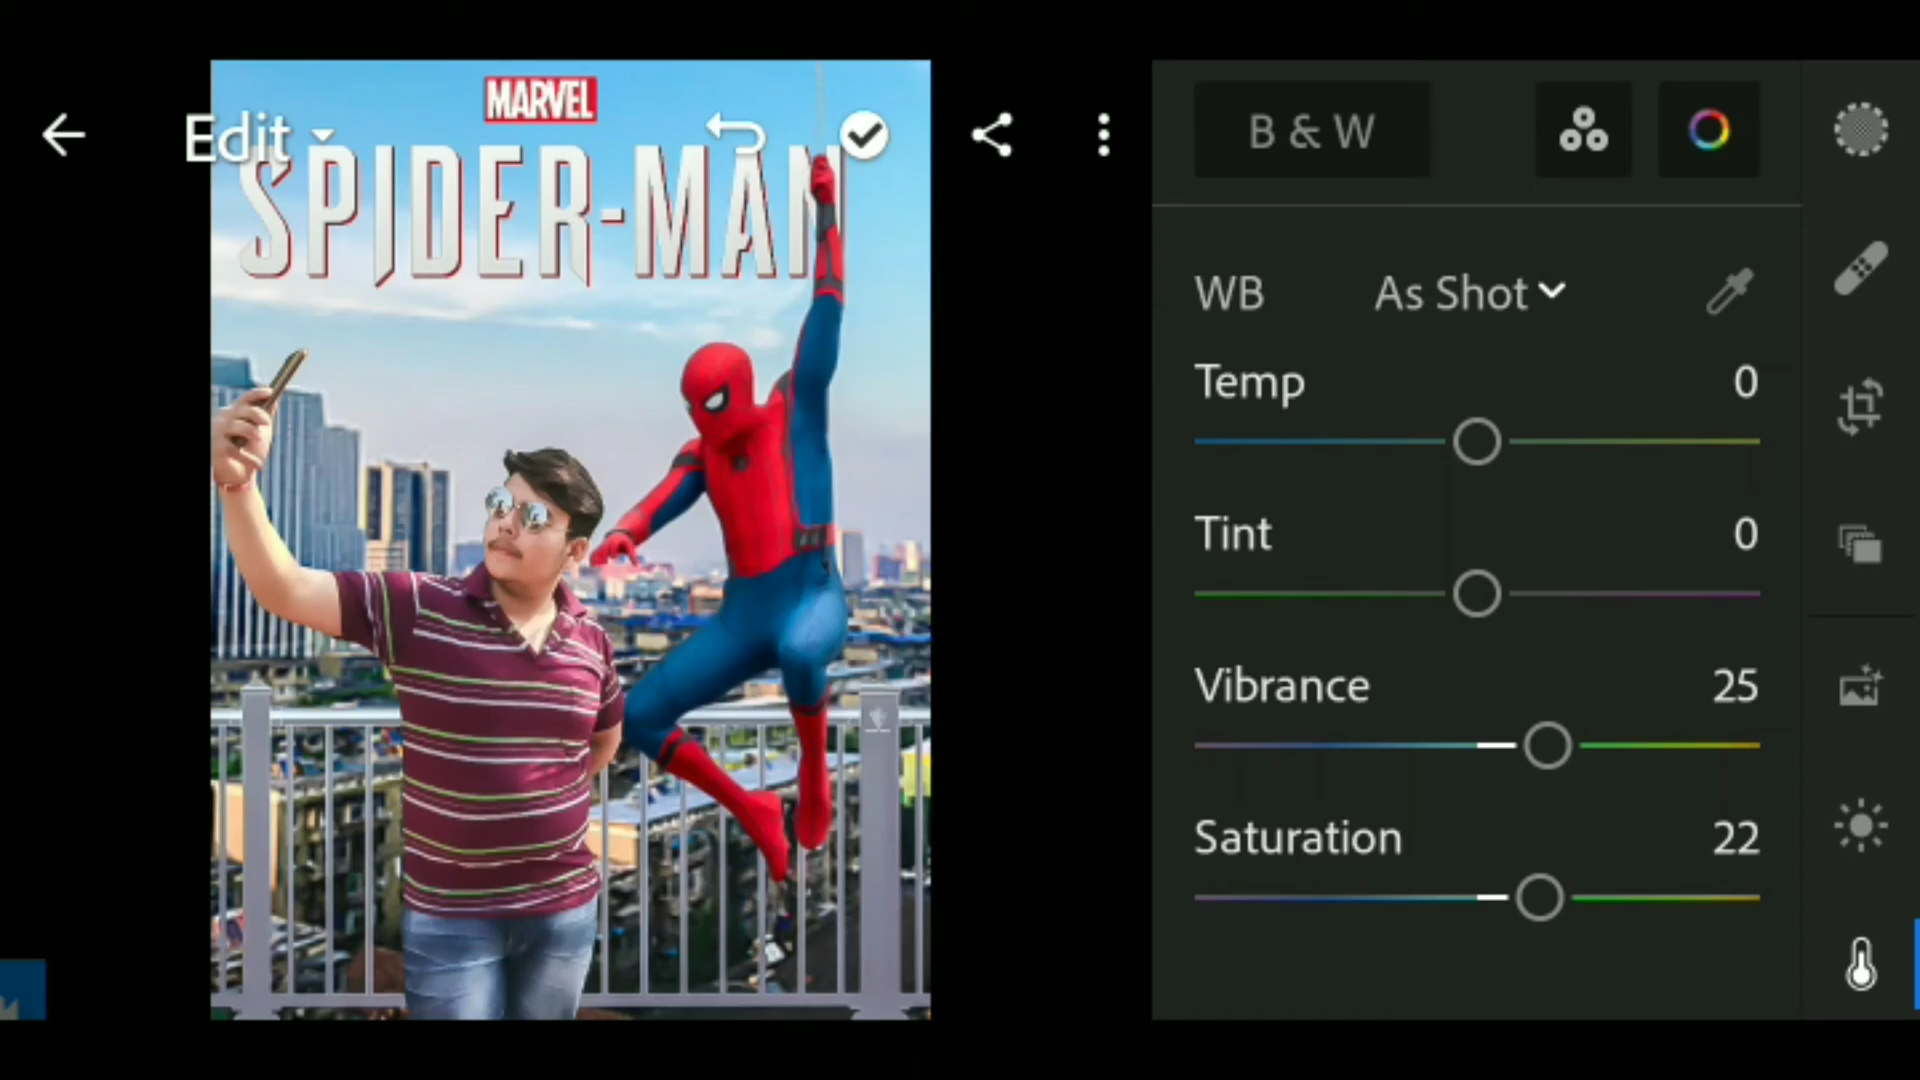 Edit
MARVEL
SPIDER-MAN
B & W
WB As Shot
Temp 0
Tint 0
Vibrance 25
Saturation 22